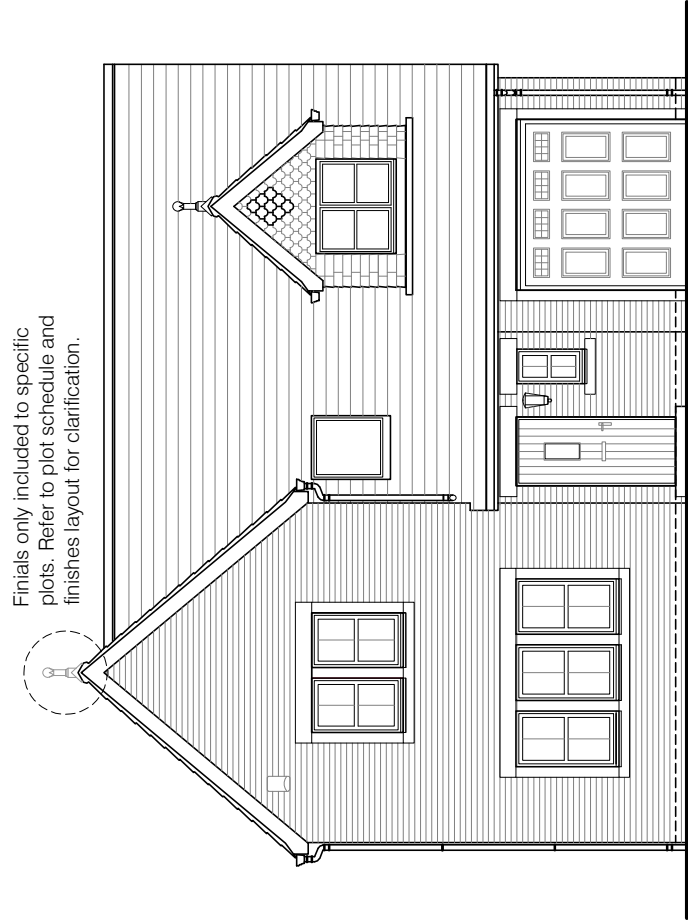 Finials only included to specific
plots. Refer to plot schedule and
finishes layout for clarification.